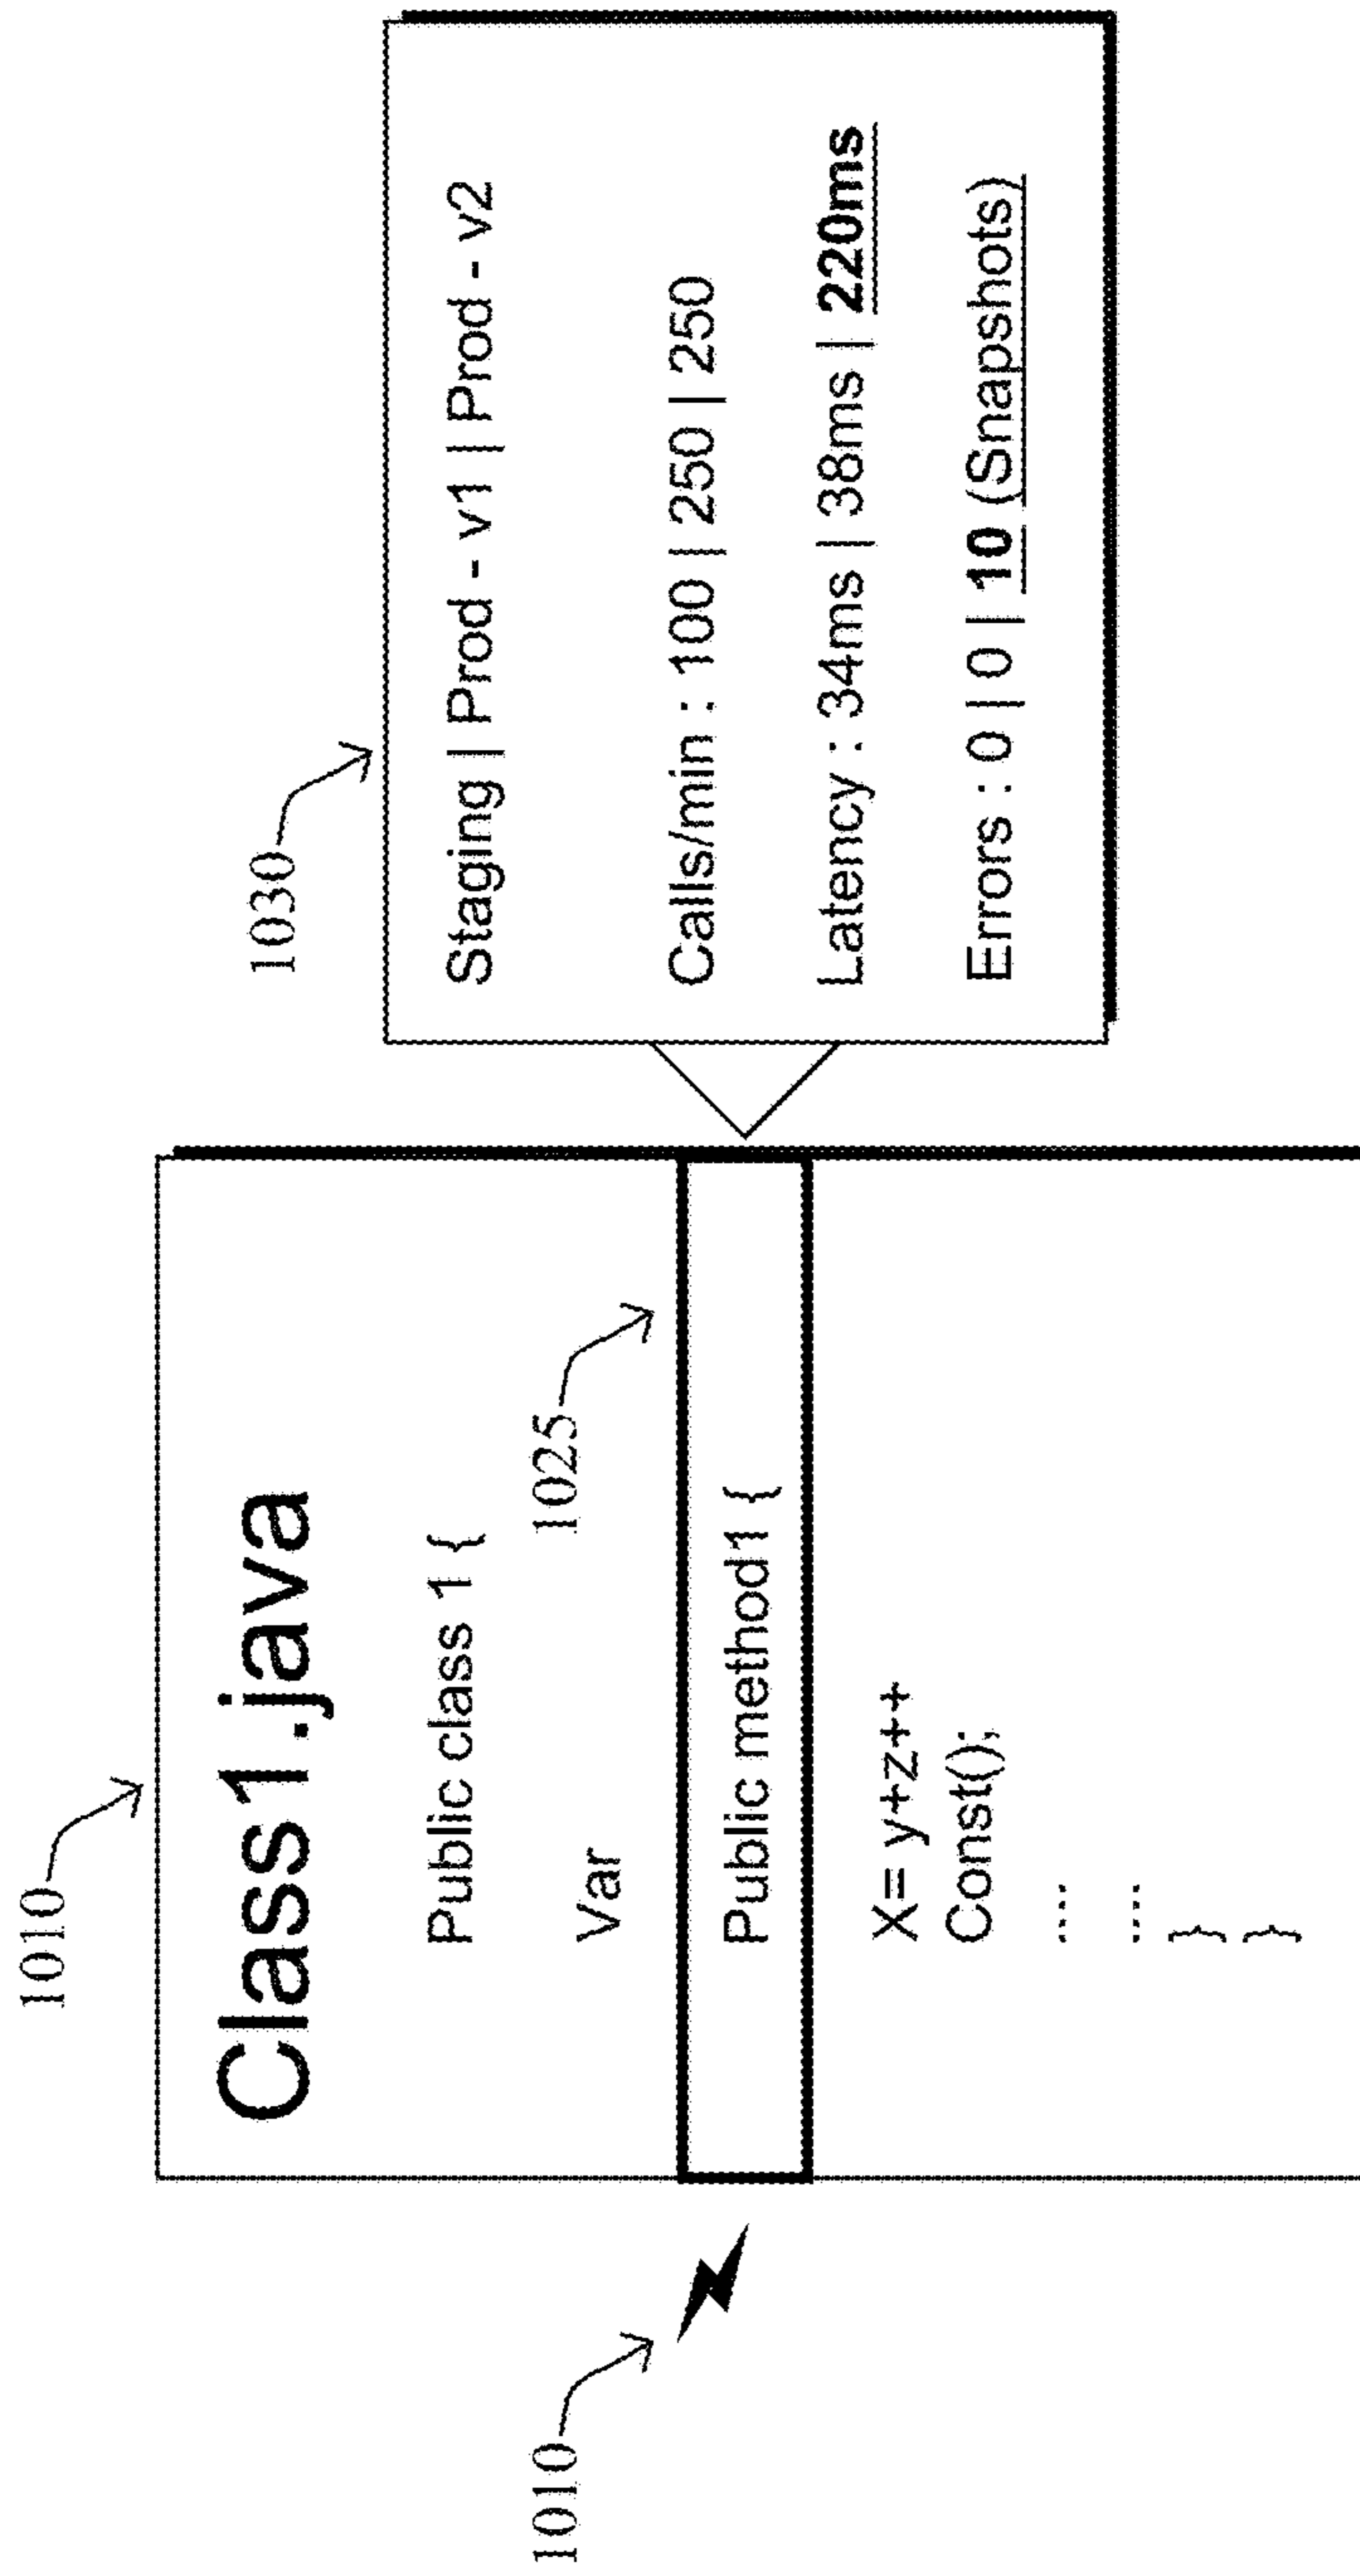 1010
Class1.java
Public class 1 {
Var
1025
Public method1 {
X= y+z++
Const();
....
....
}
}
1010
1030
Staging | Prod - v1 | Prod - v2
Calls/min : 100 | 250 | 250
Latency : 34ms | 38ms | 220ms
Errors : 0 | 0 | 10 (Snapshots)